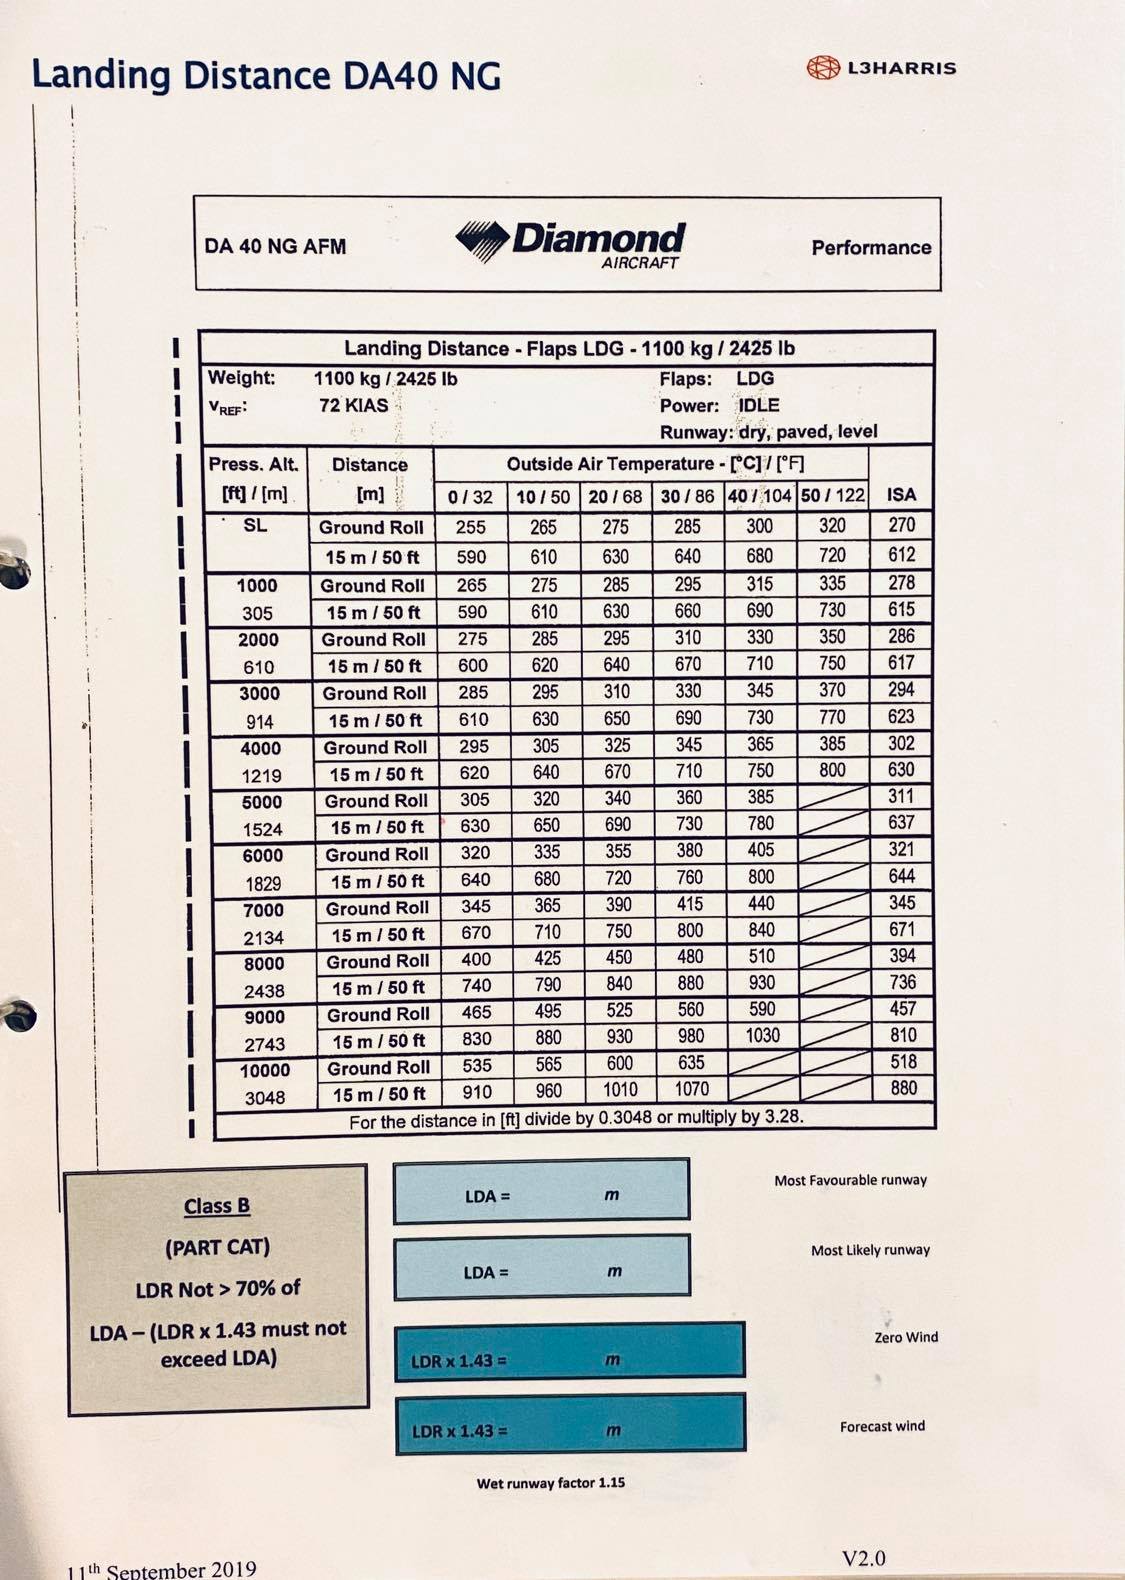 Landing Distance DA40 NG
L3HARRIS
DA 40 NG AFM
Diamond
AIRCRAFT
Performance
Landing Distance - Flaps LDG - 1100 kg / 2425 lb
Weight: 1100 kg / 2425 lb Flaps: LDG
VREF: 72 KIAS Power: IDLE
Runway: dry, paved, level
Press. Alt. Distance Outside Air Temperature - [°C] / [°F]
[ft] / [m] [m] 0 / 32 10 / 50 20 / 68 30 / 86 40 / 104 50 / 122 ISA
SL Ground Roll 255 265 275 285 300 320 270
15 m / 50 ft 590 610 630 640 680 720 612
1000 Ground Roll 265 275 285 295 315 335 278
305 15 m / 50 ft 590 610 630 660 690 730 615
2000 Ground Roll 275 285 295 310 330 350 286
610 15 m / 50 ft 600 620 640 670 710 750 617
3000 Ground Roll 285 295 310 330 345 370 294
914 15 m / 50 ft 610 630 650 690 730 770 623
4000 Ground Roll 295 305 325 345 365 385 302
1219 15 m / 50 ft 620 640 670 710 750 800 630
5000 Ground Roll 305 320 340 360 385 311
1524 15 m / 50 ft 630 650 690 730 780 637
6000 Ground Roll 320 335 355 380 405 321
1829 15 m / 50 ft 640 680 720 760 800 644
7000 Ground Roll 345 365 390 415 440 345
2134 15 m / 50 ft 670 710 750 800 840 671
8000 Ground Roll 400 425 450 480 510 394
2438 15 m / 50 ft 740 790 840 880 930 736
9000 Ground Roll 465 495 525 560 590 457
2743 15 m / 50 ft 830 880 930 980 1030 810
10000 Ground Roll 535 565 600 635 518
3048 15 m / 50 ft 910 960 1010 1070 880
For the distance in [ft] divide by 0.3048 or multiply by 3.28.
Class B
(PART CAT)
LDR Not > 70% of
LDA – (LDR x 1.43 must not
exceed LDA)
LDA = m Most Favourable runway
LDA = m Most Likely runway
LDR x 1.43 = m Zero Wind
LDR x 1.43 = m Forecast wind
Wet runway factor 1.15
11th September 2019
V2.0